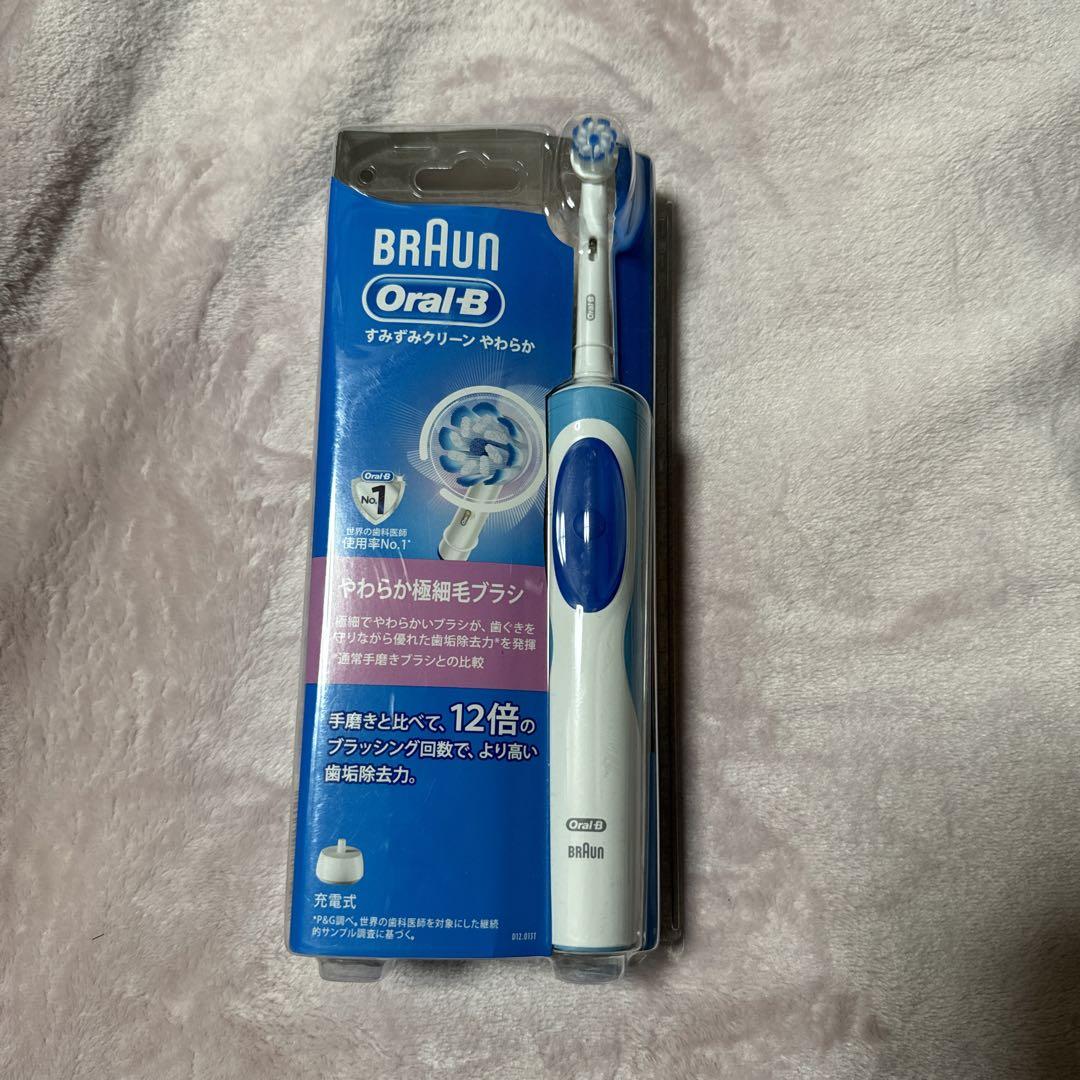 BRAUN
Oral-B
すみずみクリーン やわらか
Oral-B
No.1
世界の歯科医師
使用率No.1*
やわらか極細毛ブラシ
極細でやわらかいブラシが、歯ぐきを
守りながら優れた歯垢除去力*を発揮
*通常手磨きブラシとの比較
手磨きと比べて、12倍の
ブラッシング回数で、より高い
歯垢除去力。
充電式
*P&G調べ。世界の歯科医師を対象にした継続
的サンプル調査に基づく。
D12.013T
Oral-B
Oral-B
BRAUN